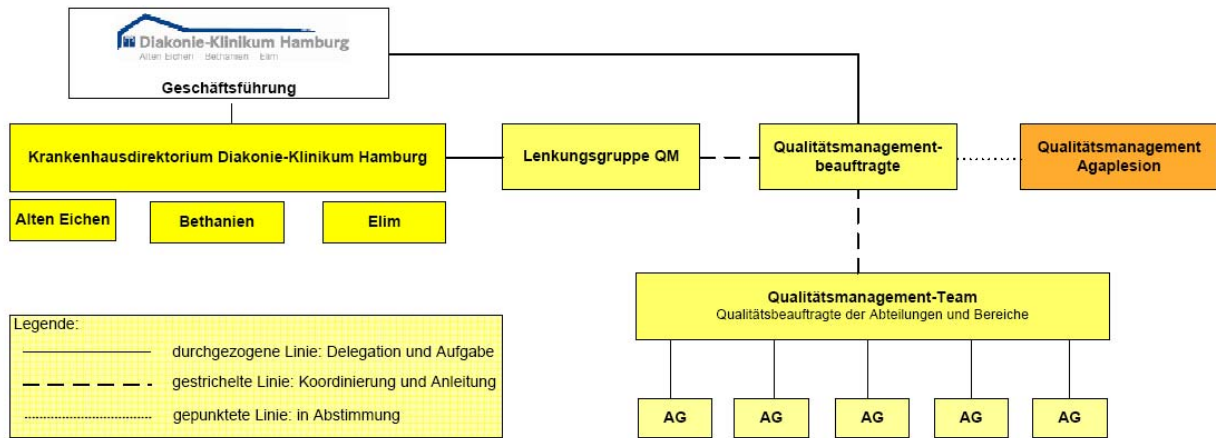 Diakonie-Klinikum Hamburg
Alten Eichen Bethanien Elim
Geschäftsführung
Krankenhausdirektorium Diakonie-Klinikum Hamburg
Lenkungsgruppe QM
Qualitätsmanagement-
beauftragte
Qualitätsmanagement
Agaplesion
Alten Eichen
Bethanien
Elim
Qualitätsmanagement-Team
Qualitätsbeauftragte der Abteilungen und Bereiche
Legende:
durchgezogene Linie: Delegation und Aufgabe
gestrichelte Linie: Koordinierung und Anleitung
gepunktete Linie: in Abstimmung
AG
AG
AG
AG
AG